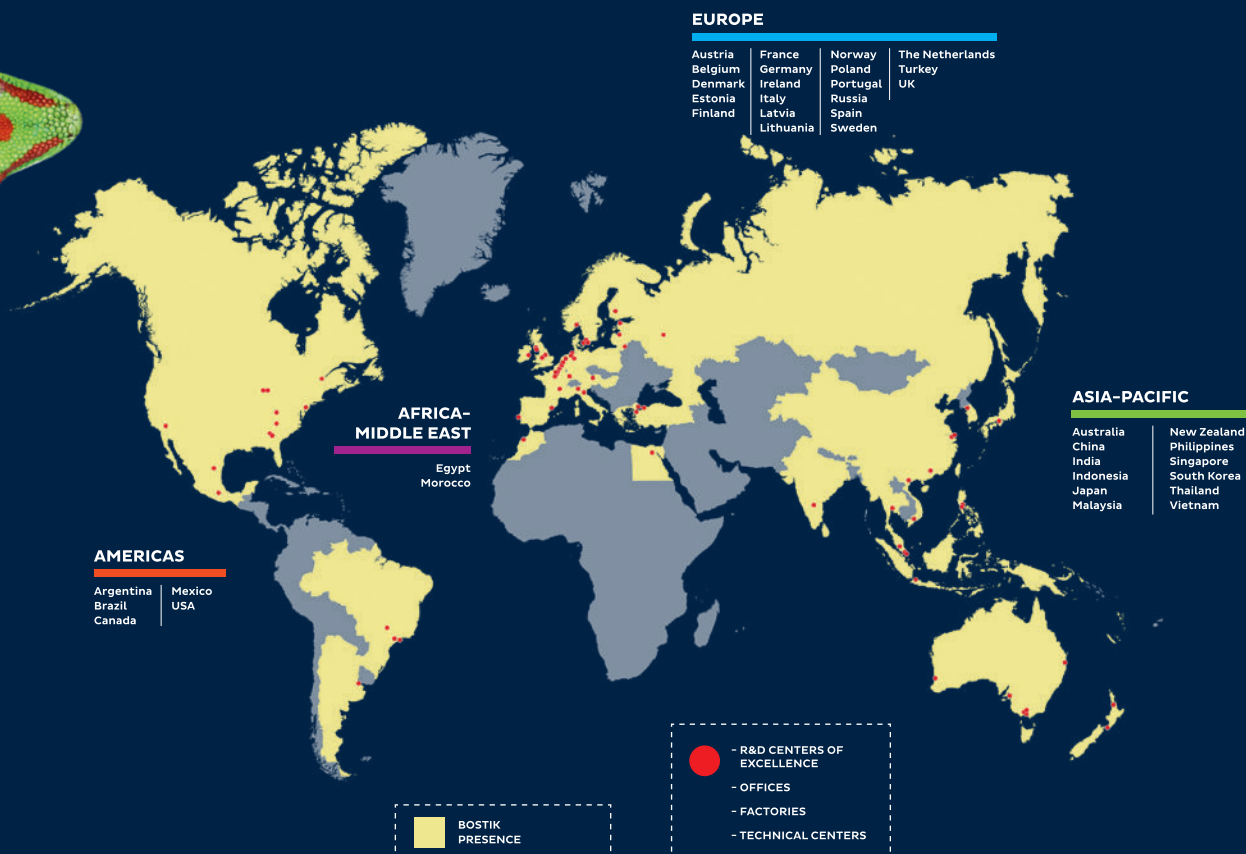 EUROPE
Austria
Belgium
Denmark
Estonia
Finland
France
Germany
Ireland
Italy
Latvia
Lithuania
Norway
Poland
Portugal
Russia
Spain
Sweden
The Netherlands
Turkey
UK
AFRICA-
MIDDLE EAST
Egypt
Morocco
ASIA-PACIFIC
Australia
China
India
Indonesia
Japan
Malaysia
New Zealand
Philippines
Singapore
South Korea
Thailand
Vietnam
AMERICAS
Argentina
Brazil
Canada
Mexico
USA
- R&D CENTERS OF
EXCELLENCE
- OFFICES
- FACTORIES
- TECHNICAL CENTERS
BOSTIK
PRESENCE